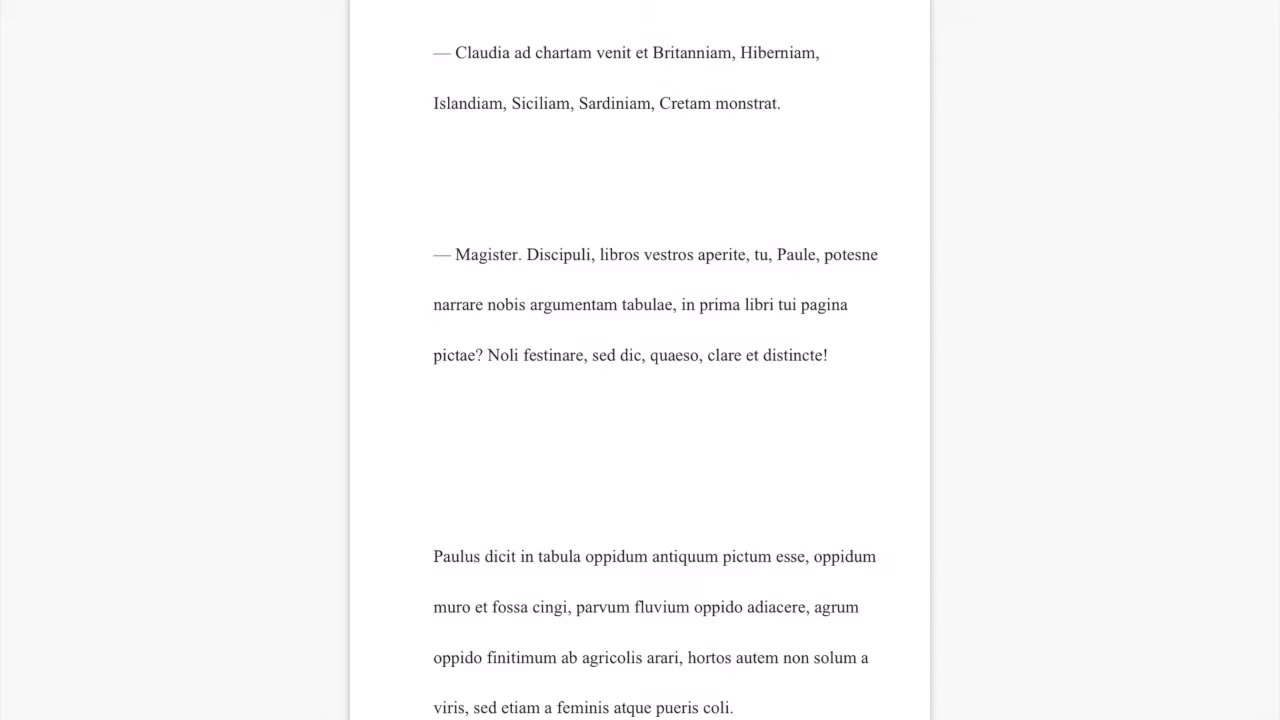 — Claudia ad chartam venit et Britanniam, Hiberniam,
Islandiam, Siciliam, Sardiniam, Cretam monstrat.
— Magister. Discipuli, libros vestros aperite, tu, Paule, potesne
narrare nobis argumentam tabulae, in prima libri tui pagina
pictae? Noli festinare, sed dic, quaeso, clare et distincte!
Paulus dicit in tabula oppidum antiquum pictum esse, oppidum
muro et fossa cingi, parvum fluvium oppido adiacere, agrum
oppido finitimum ab agricolis arari, hortos autem non solum a
viris, sed etiam a feminis atque pueris coli.